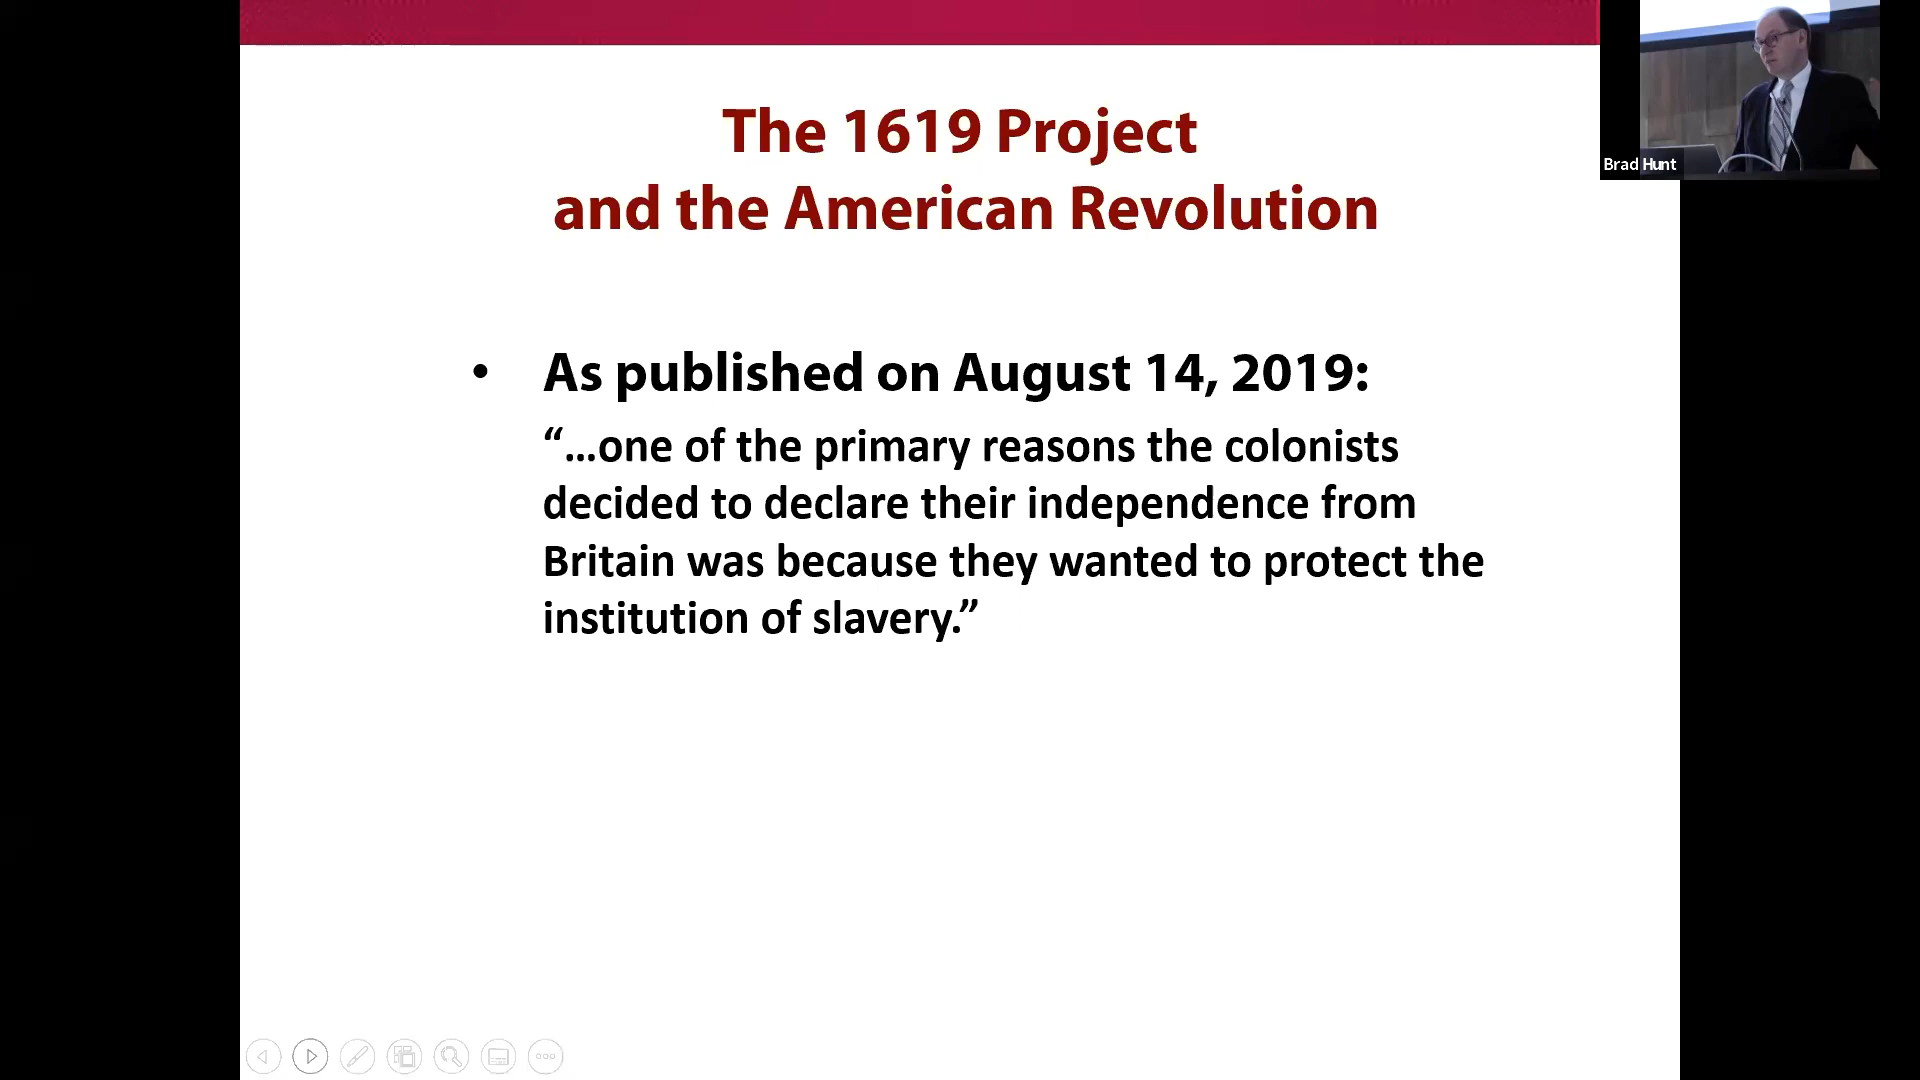 The 1619 Project
and the American Revolution
• As published on August 14, 2019:
“…one of the primary reasons the colonists
decided to declare their independence from
Britain was because they wanted to protect the
institution of slavery.”
Brad Hunt